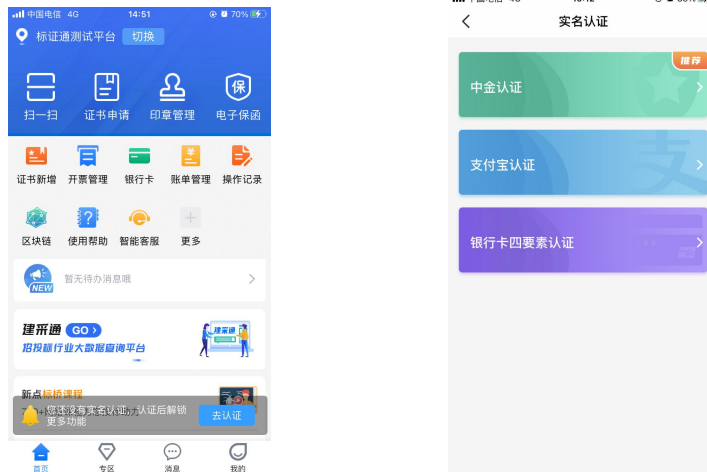 中国电信 4G 14:51 70%
标证通测试平台 切换
扫一扫 证书申请 印章管理 电子保函
保
证书新增 开票管理 银行卡 账单管理 操作记录
区块链 使用帮助 智能客服 更多
NEW 暂无待办消息哦
建采通 GO
招投标行业大数据查询平台
建采通
新点标桥课程
您还没有实名认证，认证后解锁
更多功能
去认证
首页 专区 消息 我的
实名认证
推荐
中金认证
支付宝认证
支
银行卡四要素认证